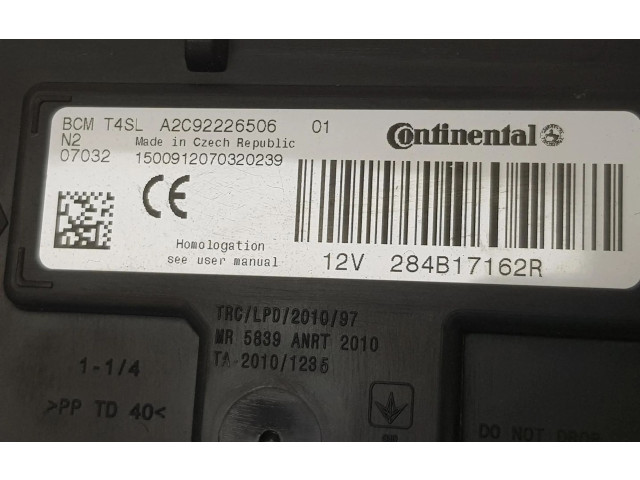 BCM T4SL A2C92226506 01
N2 Made in Czech Republic
07032 1500912070320239
Continental
CE
Homologation
see user manual
12V 284B17162R
TRC/LPD/2010/97
MR 5839 ANRT 2010
TA-2010/1235
1-1/4
>PP TD 40<
DO NOT DROP